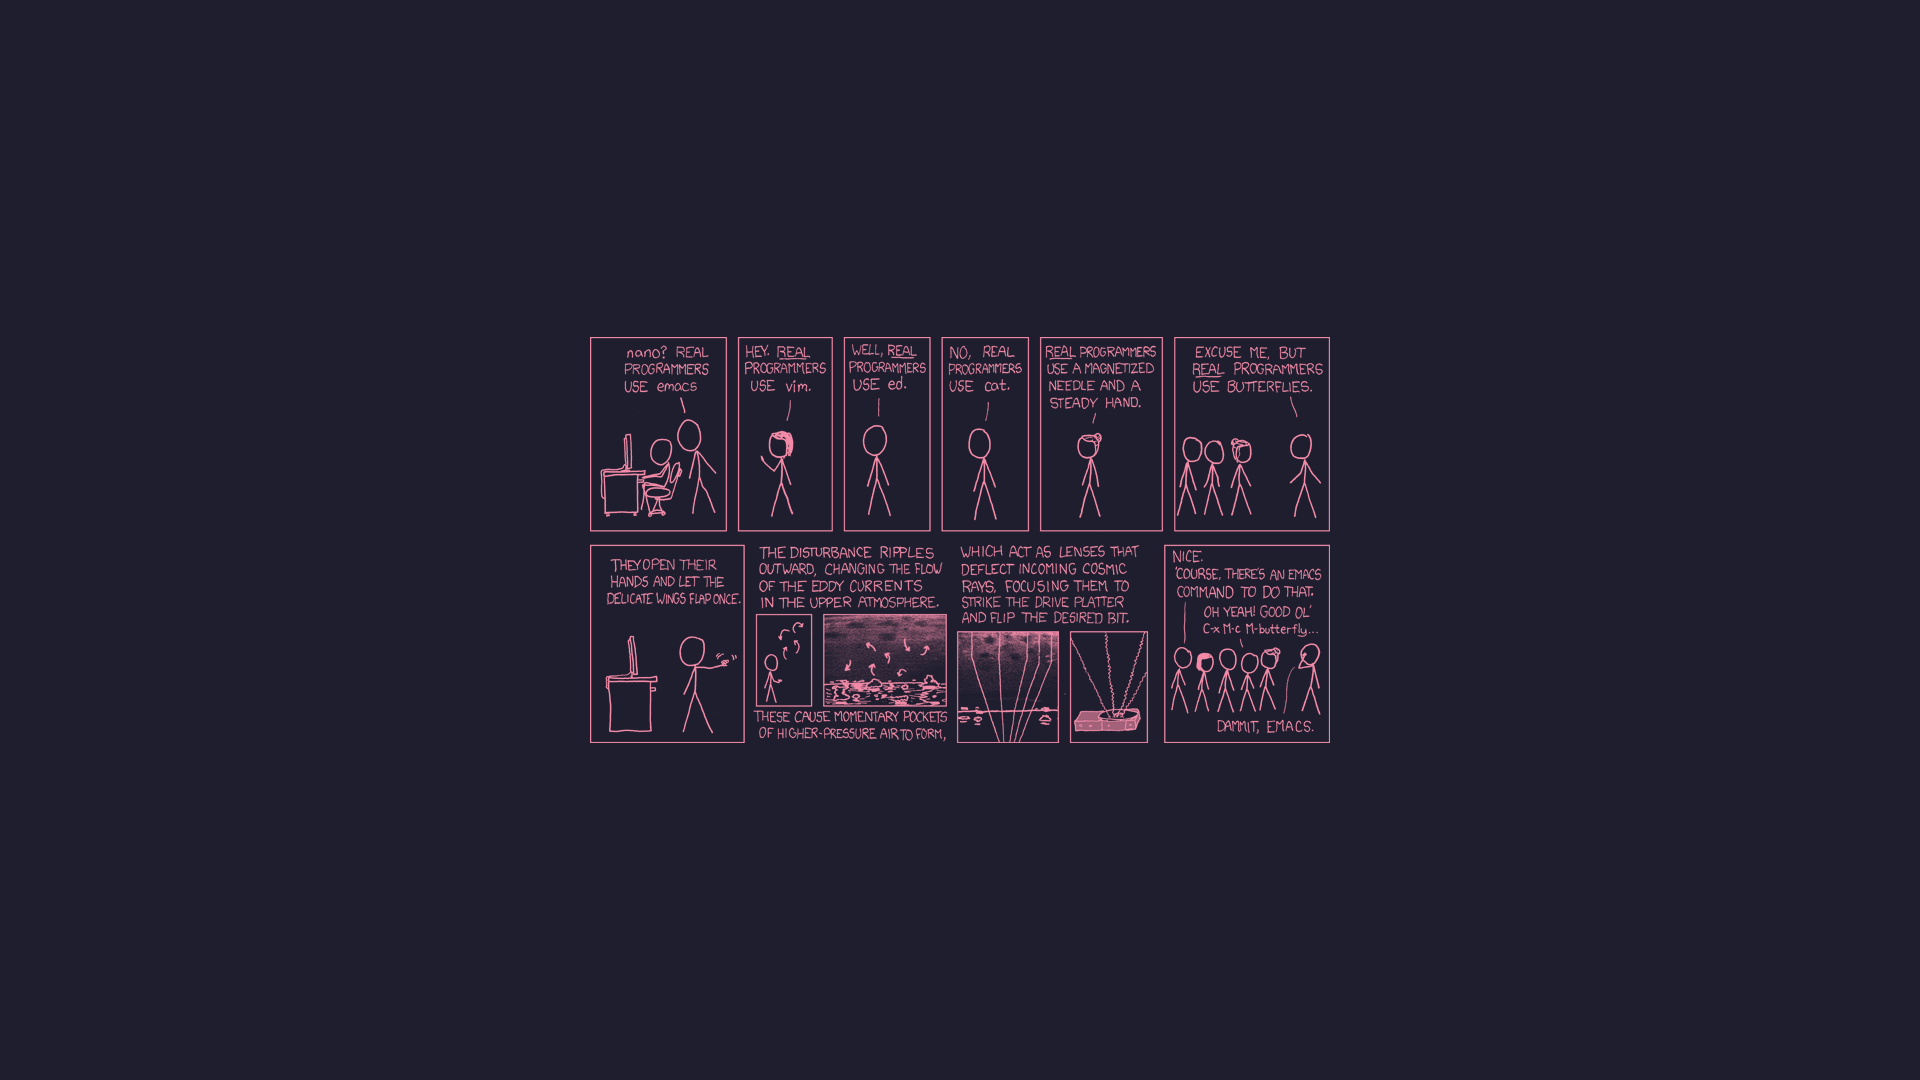 nano? REAL
PROGRAMMERS
USE emacs
HEY. REAL
PROGRAMMERS
USE vim.
WELL, REAL
PROGRAMMERS
USE ed.
NO, REAL
PROGRAMMERS
USE cat.
REAL PROGRAMMERS
USE A MAGNETIZED
NEEDLE AND A
STEADY HAND.
EXCUSE ME, BUT
REAL PROGRAMMERS
USE BUTTERFLIES.
THEY OPEN THEIR
HANDS AND LET THE
DELICATE WINGS FLAP ONCE.
THE DISTURBANCE RIPPLES
OUTWARD, CHANGING THE FLOW
OF THE EDDY CURRENTS
IN THE UPPER ATMOSPHERE.
THESE CAUSE MOMENTARY POCKETS
OF HIGHER-PRESSURE AIR TO FORM,
WHICH ACT AS LENSES THAT
DEFLECT INCOMING COSMIC
RAYS, FOCUSING THEM TO
STRIKE THE DRIVE PLATTER
AND FLIP THE DESIRED BIT.
NICE.
'COURSE, THERE'S AN EMACS
COMMAND TO DO THAT.
OH YEAH! GOOD OL'
C-x M-c M-butterfly...
DAMMIT, EMACS.